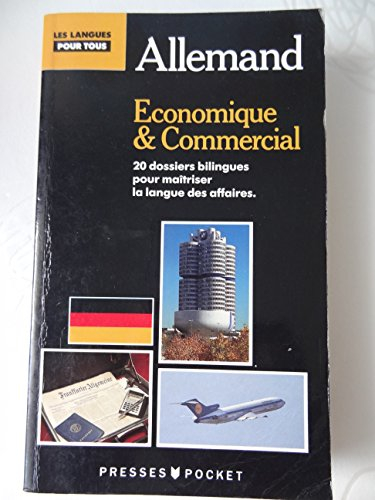 LES LANGUES
POUR TOUS
Allemand
Economique
& Commercial
20 dossiers bilingues
pour maîtriser
la langue des affaires.
Frankfurter Allgemeine
PRESSES POCKET